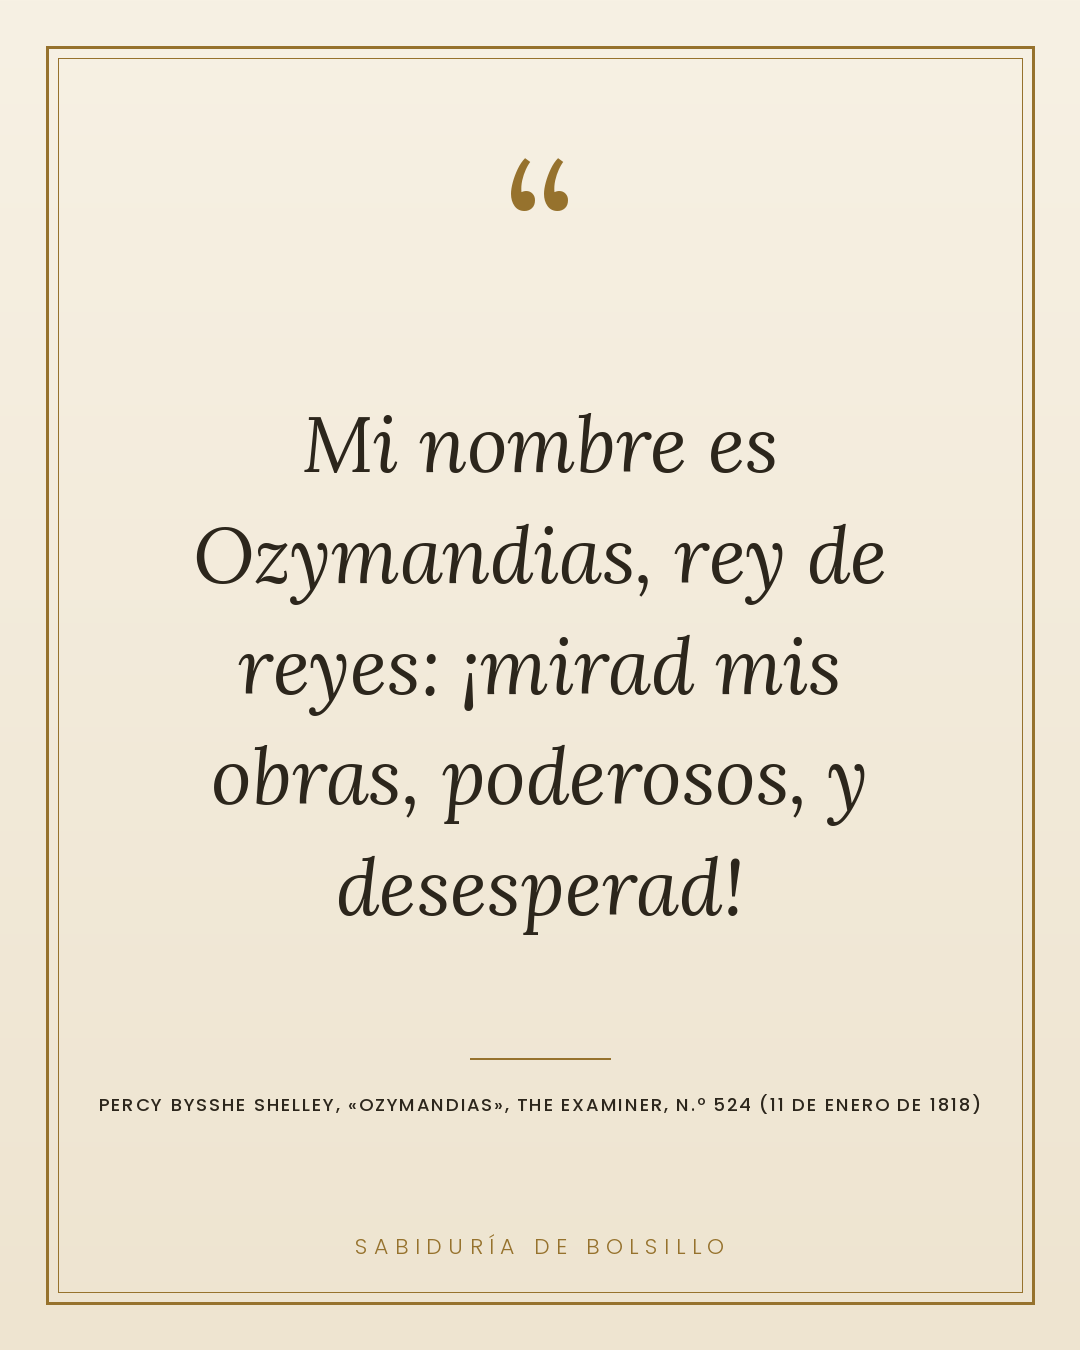 “
Mi nombre es
Ozymandias, rey de
reyes: ¡mirad mis
obras, poderosos, y
desesperad!
PERCY BYSSHE SHELLEY, «OZYMANDIAS», THE EXAMINER, N.º 524 (11 DE ENERO DE 1818)
SABIDURÍA DE BOLSILLO